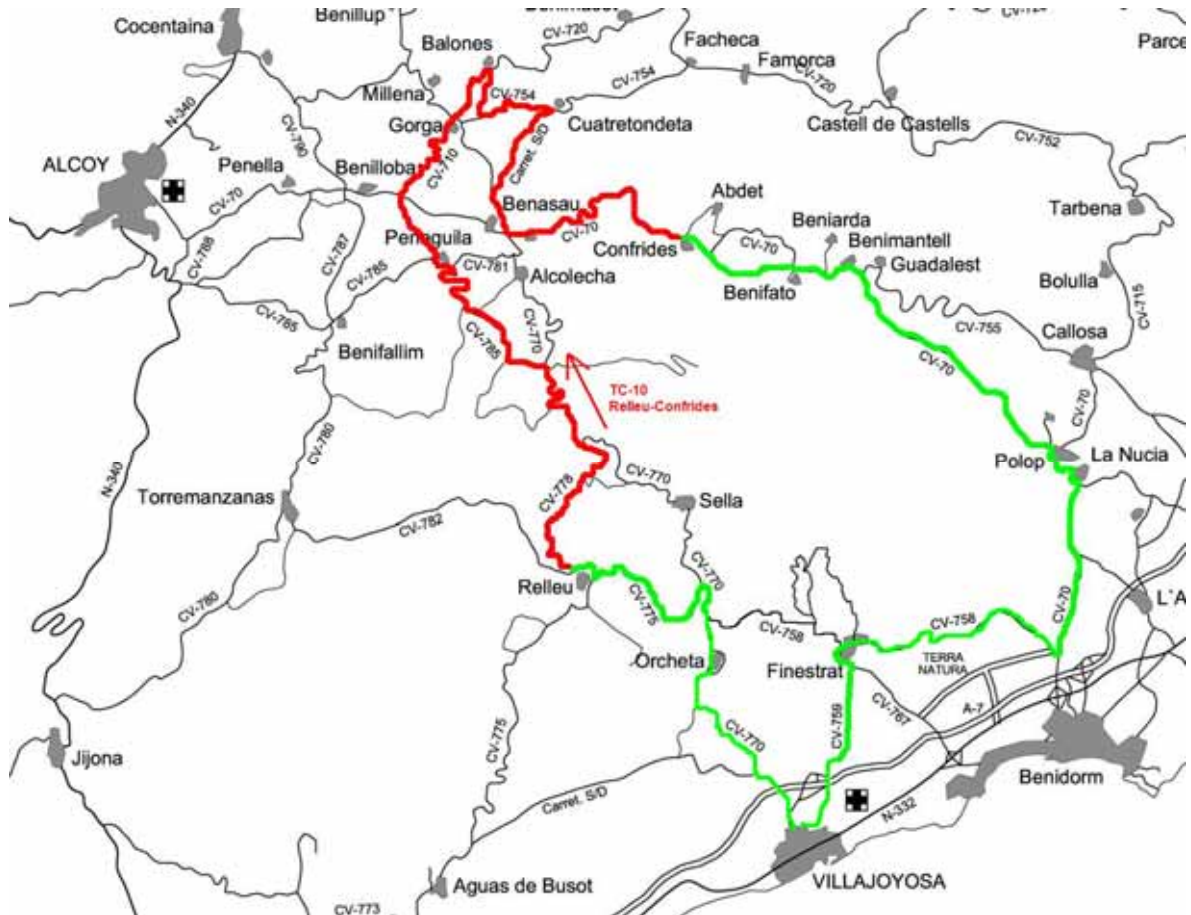 Cocentaina
Benillup
CV-720
Balones
Facheca
Famorca
CV-754
CV-720
Millena
CV-754
Castell de Castells
CV-752
N-340
Gorga
Cuatretondeta
CV-790
CV-710
Carret. S/D
ALCOY
Penella
Benilloba
CV-70
Abdet
Tarbena
Benasau
Beniarda
CV-788
CV-787
Penaguila
CV-70
Confrides
CV-70
Benimantell
Guadalest
CV-785
CV-781
Alcolecha
Benifato
Bolulla
CV-715
CV-785
Benifallim
CV-785
CV-770
CV-755
Callosa
CV-70
TC-10
Relleu-Confrides
CV-70
CV-780
Polop
La Nucia
N-340
Torremanzanas
CV-778
CV-770
Sella
CV-782
Relleu
CV-770
CV-780
CV-775
CV-758
CV-758
CV-70
L'A
Orcheta
Finestrat
TERRA
NATURA
CV-767
A-7
CV-775
CV-770
CV-759
Jijona
Benidorm
Carret. S/D
N-332
Aguas de Busot
VILLAJOYOSA
CV-773